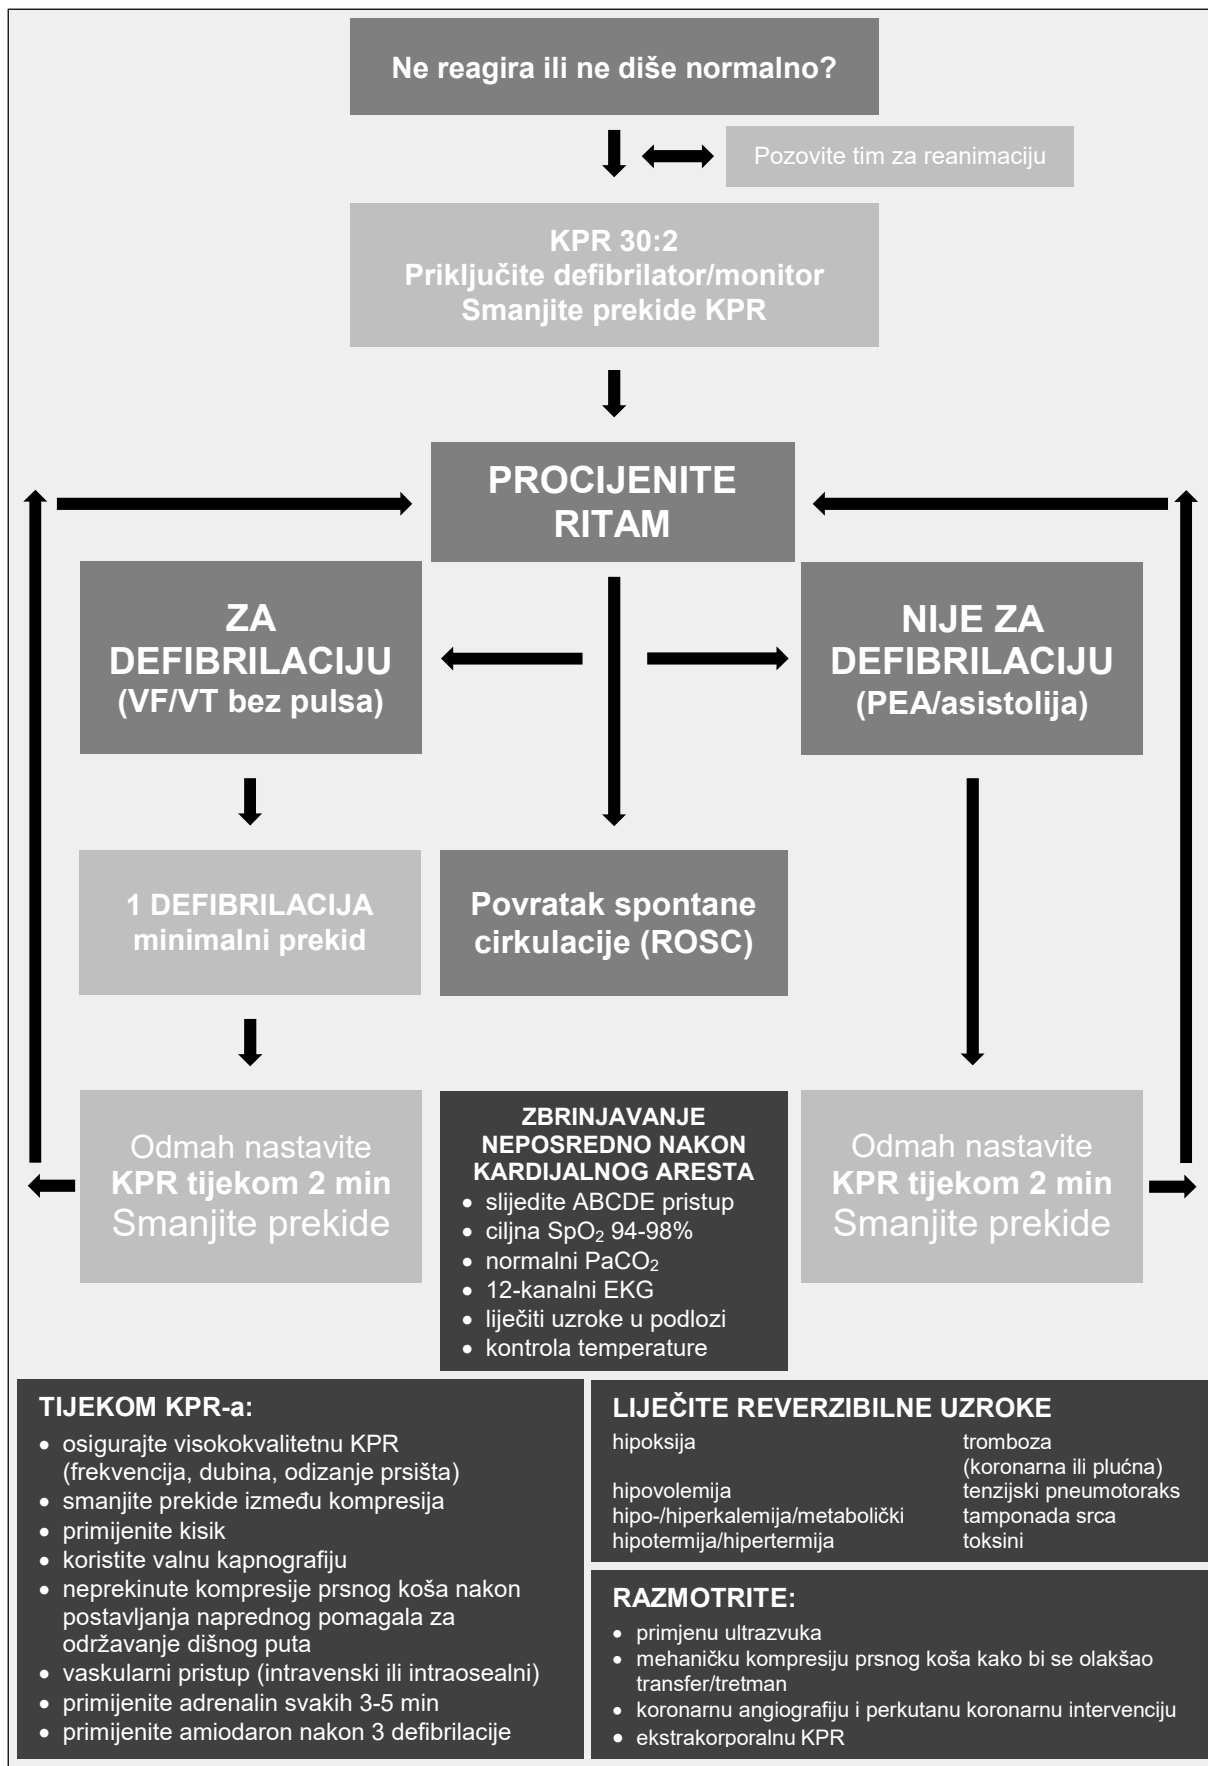 Ne reagira ili ne diše normalno?
Pozovite tim za reanimaciju
KPR 30:2
Priključite defibrilator/monitor
Smanjite prekide KPR
PROCIJENITE
RITAM
ZA
DEFIBRILACIJU
(VF/VT bez pulsa)
NIJE ZA
DEFIBRILACIJU
(PEA/asistolija)
1 DEFIBRILACIJA
minimalni prekid
Povratak spontane
cirkulacije (ROSC)
Odmah nastavite
KPR tijekom 2 min
Smanjite prekide
ZBRINJAVANJE
NEPOSREDNO NAKON
KARDIJALNOG ARESTA
• slijedite ABCDE pristup
• ciljna SpO₂ 94-98%
• normalni PaCO₂
• 12-kanalni EKG
• liječiti uzroke u podlozi
• kontrola temperature
Odmah nastavite
KPR tijekom 2 min
Smanjite prekide
TIJEKOM KPR-a:
• osigurajte visokokvalitetnu KPR
(frekvencija, dubina, odizanje prsišta)
• smanjite prekide između kompresija
• primijenite kisik
• koristite valnu kapnografiju
• neprekinute kompresije prsnog koša nakon
postavljanja naprednog pomagala za
održavanje dišnog puta
• vaskularni pristup (intravenski ili intraosealni)
• primijenite adrenalin svakih 3-5 min
• primijenite amiodaron nakon 3 defibrilacije
LIJEČITE REVERZIBILNE UZROKE
hipoksija
hipovolemija
hipo-/hiperkalemija/metabolički
hipotermija/hipertermija
tromboza
(koronarna ili plućna)
tenzijski pneumotoraks
tamponada srca
toksini
RAZMOTRITE:
• primjenu ultrazvuka
• mehaničku kompresiju prsnog koša kako bi se olakšao
transfer/tretman
• koronarnu angiografiju i perkutanu koronarnu intervenciju
• ekstrakorporalnu KPR